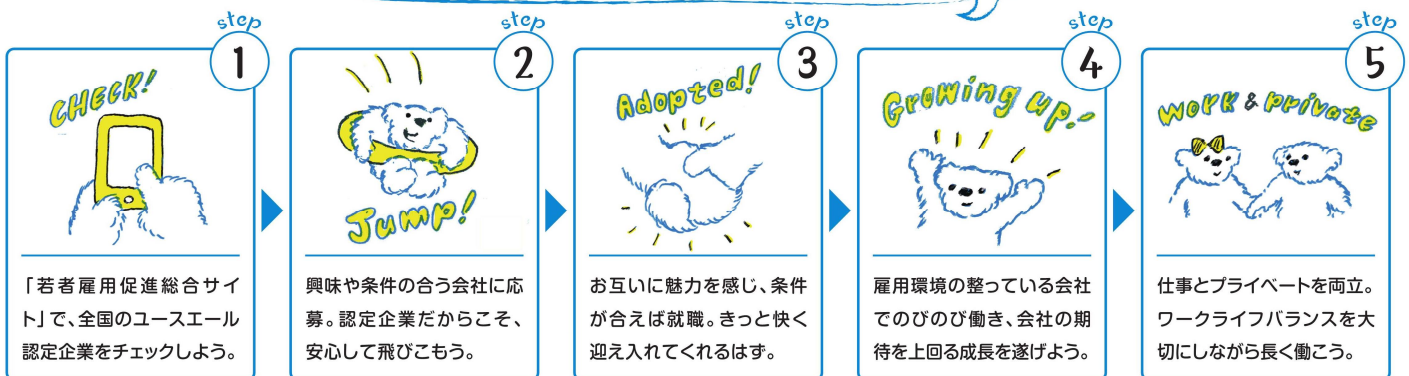 step
1
CHECK!
「若者雇用促進総合サイ
ト」で、全国のユースエール
認定企業をチェックしよう。
step
2
Jump!
興味や条件の合う会社に応
募。認定企業だからこそ、
安心して飛びこもう。
step
3
Adopted!
お互いに魅力を感じ、条件
が合えば就職。きっと快く
迎え入れてくれるはず。
step
4
Growing up!
雇用環境の整っている会社
でのびのび働き、会社の期
待を上回る成長を遂げよう。
step
5
work & private
仕事とプライベートを両立。
ワークライフバランスを大
切にしながら長く働こう。